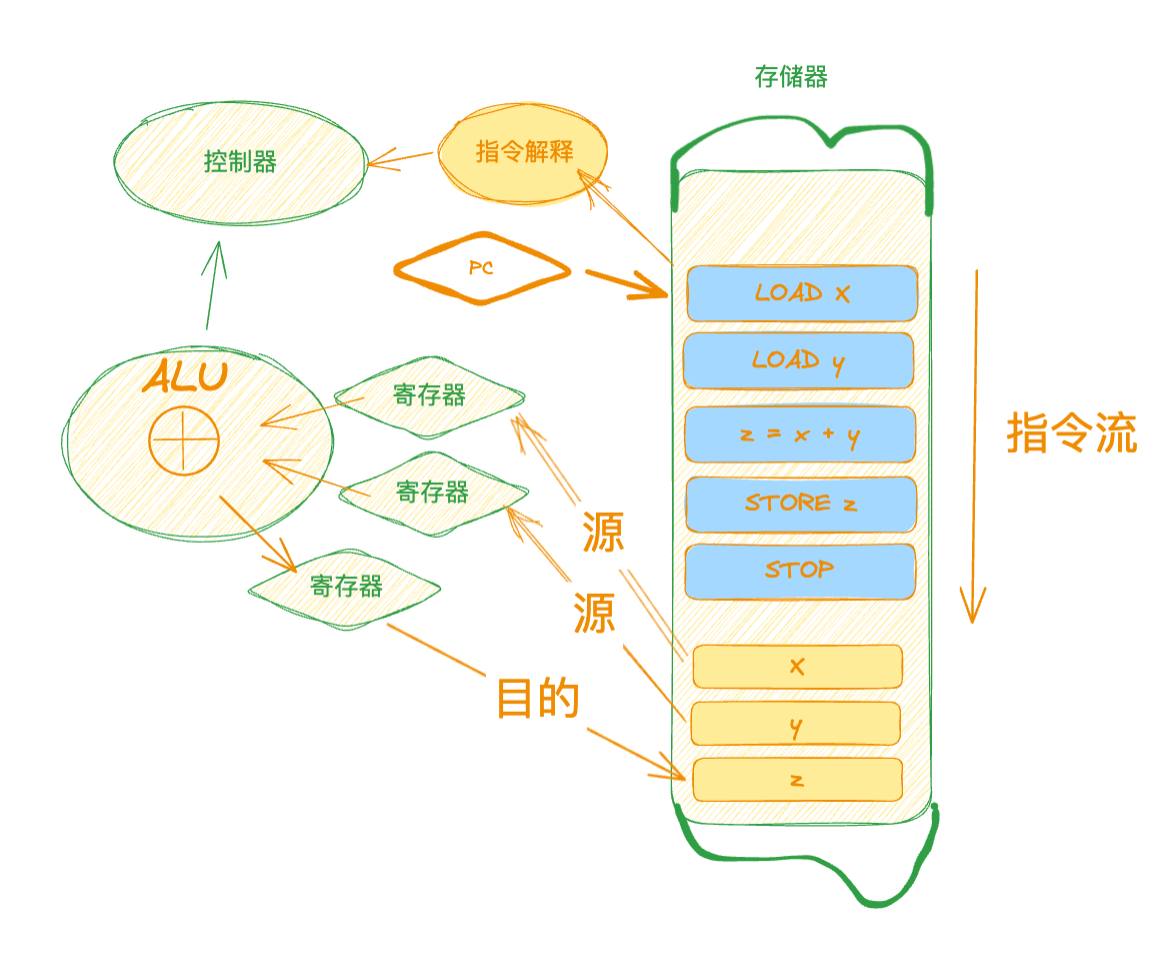 存储器
控制器
指令解释
PC
LOAD X
LOAD y
z = x + y
STORE z
STOP
指令流
ALU
寄存器
寄存器
寄存器
源
源
目的
X
y
z